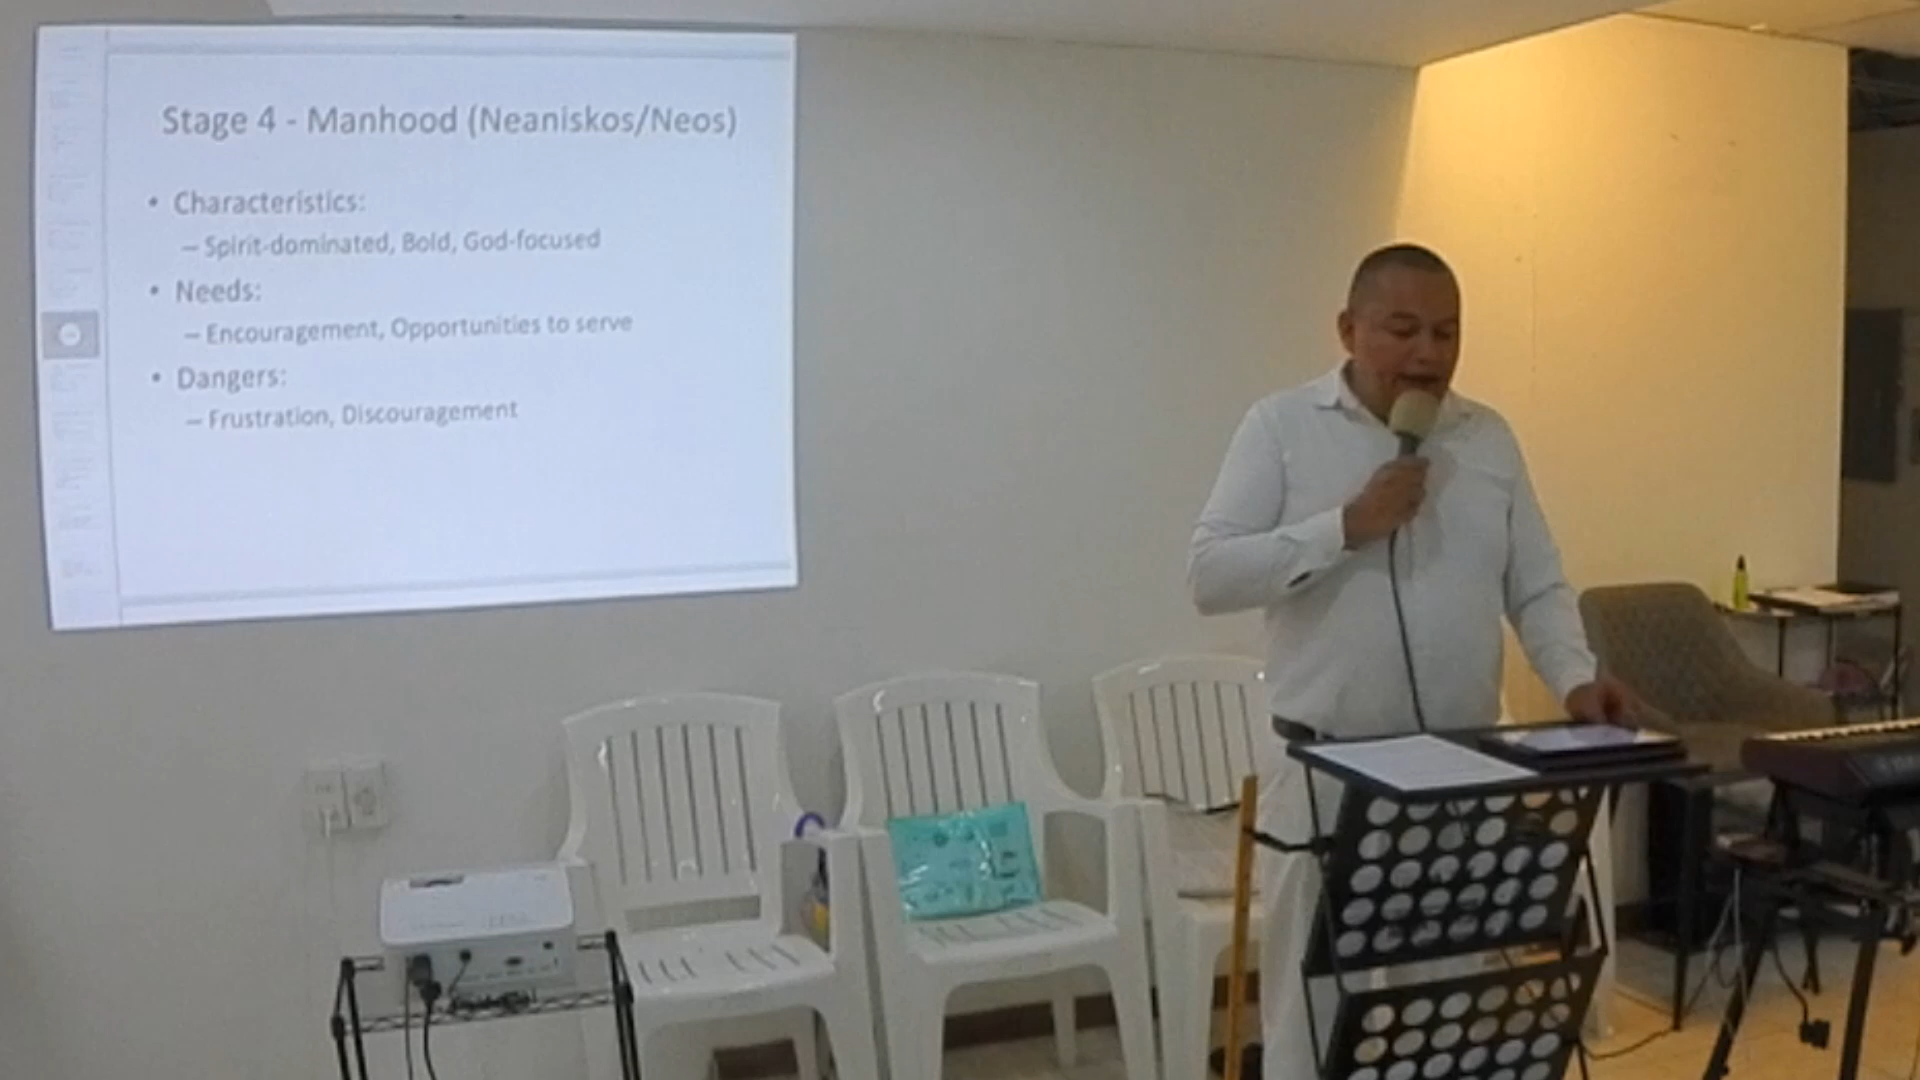 Stage 4 - Manhood (Neaniskos/Neos)
• Characteristics:
– Spirit-dominated, Bold, God-focused
• Needs:
– Encouragement, Opportunities to serve
• Dangers:
– Frustration, Discouragement